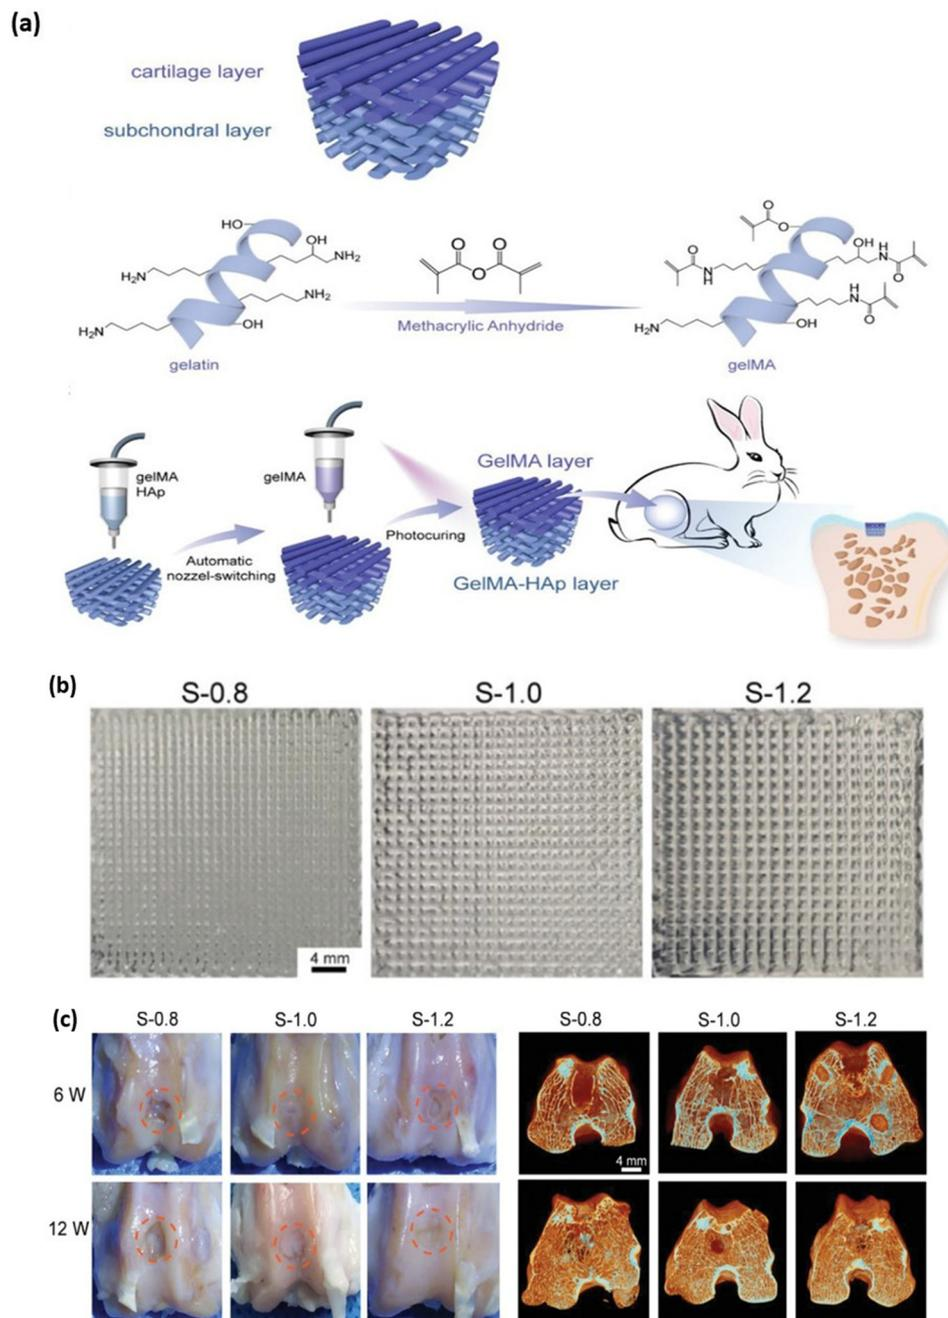 (a)
cartilage layer
subchondral layer
HO
OH
NH2
H2N
NH2
H2N
OH
gelatin
O O
O
Methacrylic Anhydride
O
O
OH
H
N
O
O
N
H
H
N
O
H2N
OH
gelMA
gelMA
HAp
Automatic
nozzel-switching
gelMA
Photocuring
GelMA layer
GelMA-HAp layer
(b)
S-0.8 S-1.0 S-1.2
4 mm
(c)
S-0.8 S-1.0 S-1.2 S-0.8 S-1.0 S-1.2
6 W
4 mm
12 W